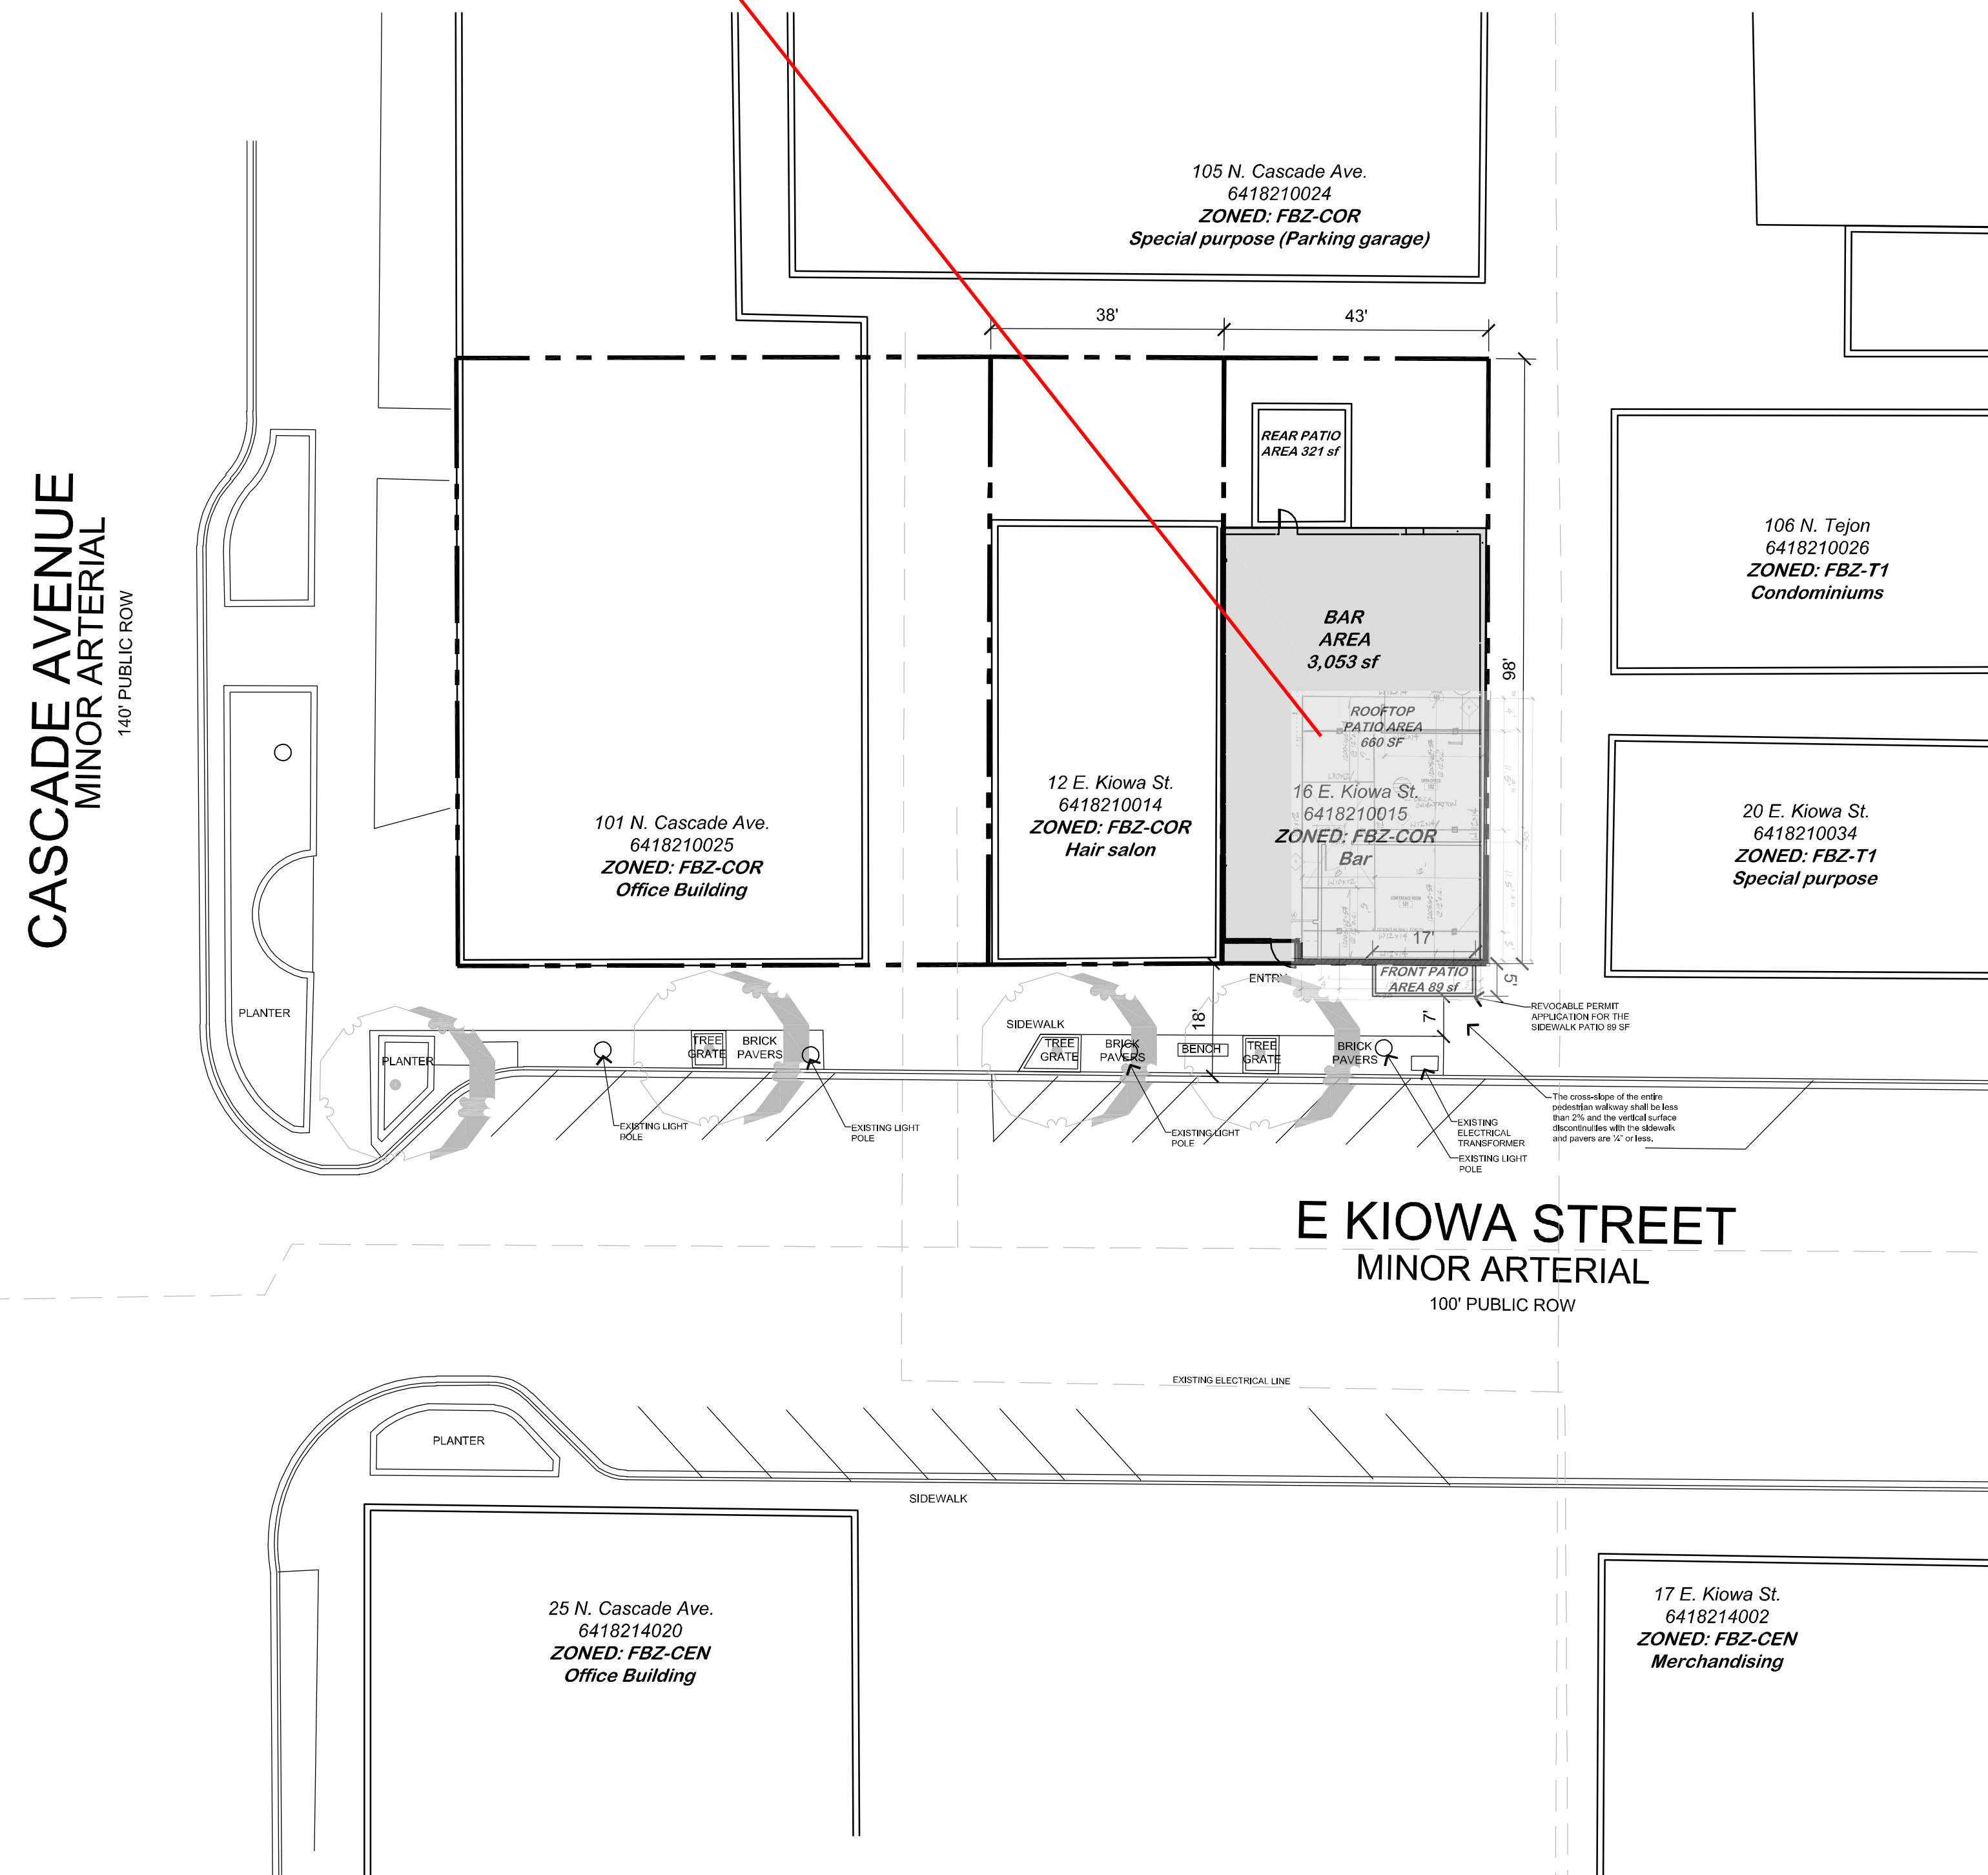 105 N. Cascade Ave.
6418210024
ZONED: FBZ-COR
Special purpose (Parking garage)
38'
43'
REAR PATIO
AREA 321 sf
CASCADE AVENUE
MINOR ARTERIAL
140' PUBLIC ROW
106 N. Tejon
6418210026
ZONED: FBZ-T1
Condominiums
BAR
AREA
3,053 sf
98'
ROOFTOP
PATIO AREA
660 SF
12 E. Kiowa St.
6418210014
ZONED: FBZ-COR
Hair salon
16 E. Kiowa St.
6418210015
ZONED: FBZ-COR
Bar
101 N. Cascade Ave.
6418210025
ZONED: FBZ-COR
Office Building
20 E. Kiowa St.
6418210034
ZONED: FBZ-T1
Special purpose
17'
ENTRY
FRONT PATIO
AREA 89 sf
5'
REVOCABLE PERMIT
APPLICATION FOR THE
SIDEWALK PATIO 89 SF
PLANTER
PLANTER
TREE
GRATE
BRICK
PAVERS
SIDEWALK
TREE
GRATE
BRICK
PAVERS
18'
BENCH
TREE
GRATE
BRICK
PAVERS
7'
The cross-slope of the entire
pedestrian walkway shall be less
than 2% and the vertical surface
discontinuities with the sidewalk
and pavers are ¼" or less.
EXISTING LIGHT
POLE
EXISTING LIGHT
POLE
EXISTING LIGHT
POLE
EXISTING
ELECTRICAL
TRANSFORMER
EXISTING LIGHT
POLE
E KIOWA STREET
MINOR ARTERIAL
100' PUBLIC ROW
EXISTING ELECTRICAL LINE
PLANTER
SIDEWALK
25 N. Cascade Ave.
6418214020
ZONED: FBZ-CEN
Office Building
17 E. Kiowa St.
6418214002
ZONED: FBZ-CEN
Merchandising